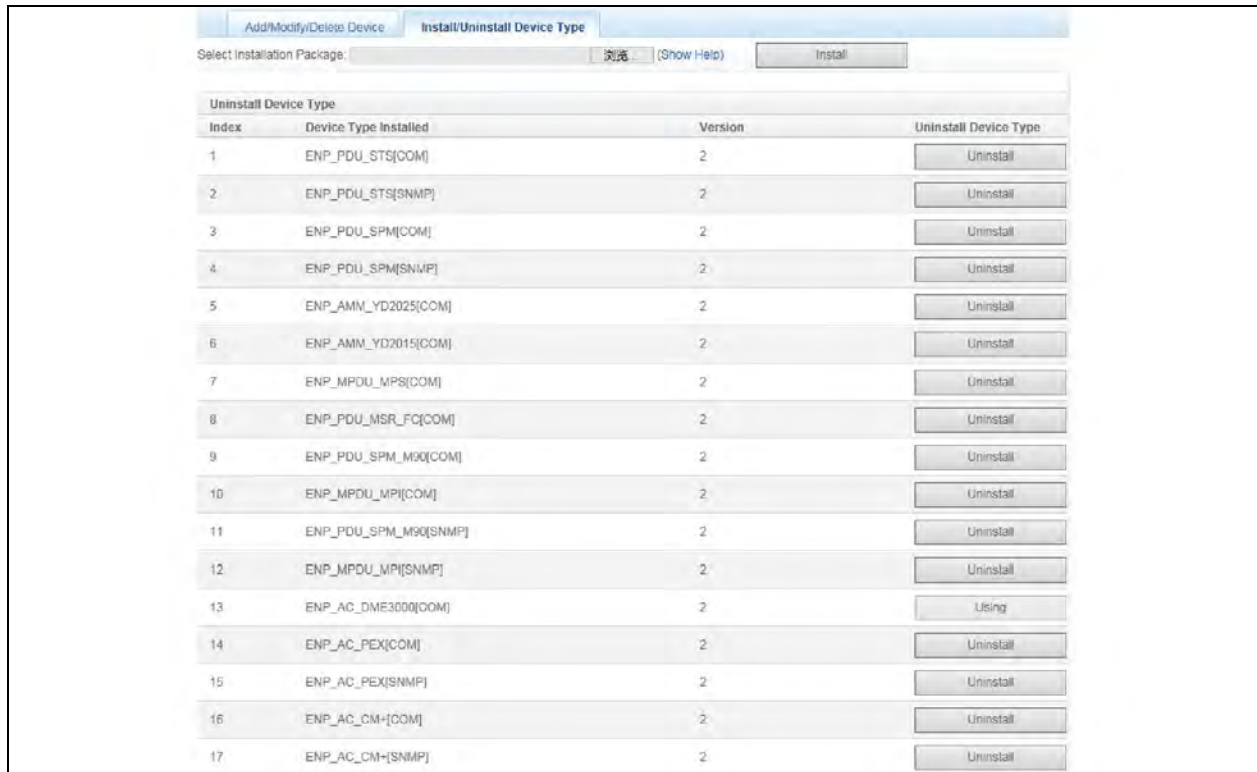 Add/Modify/Delete Device Install/Uninstall Device Type
Select Installation Package: 浏览... (Show Help) Install
Uninstall Device Type
Index Device Type Installed Version Uninstall Device Type
1 ENP_PDU_STS[COM] 2 Uninstall
2 ENP_PDU_STS[SNMP] 2 Uninstall
3 ENP_PDU_SPM[COM] 2 Uninstall
4 ENP_PDU_SPM[SNMP] 2 Uninstall
5 ENP_AMM_YD2025[COM] 2 Uninstall
6 ENP_AMM_YD2015[COM] 2 Uninstall
7 ENP_MPDU_MPS[COM] 2 Uninstall
8 ENP_PDU_MSR_FC[COM] 2 Uninstall
9 ENP_PDU_SPM_M90[COM] 2 Uninstall
10 ENP_MPDU_MPI[COM] 2 Uninstall
11 ENP_PDU_SPM_M90[SNMP] 2 Uninstall
12 ENP_MPDU_MPI[SNMP] 2 Uninstall
13 ENP_AC_DME3000[COM] 2 Using
14 ENP_AC_PEX[COM] 2 Uninstall
15 ENP_AC_PEX[SNMP] 2 Uninstall
16 ENP_AC_CM+[COM] 2 Uninstall
17 ENP_AC_CM+[SNMP] 2 Uninstall